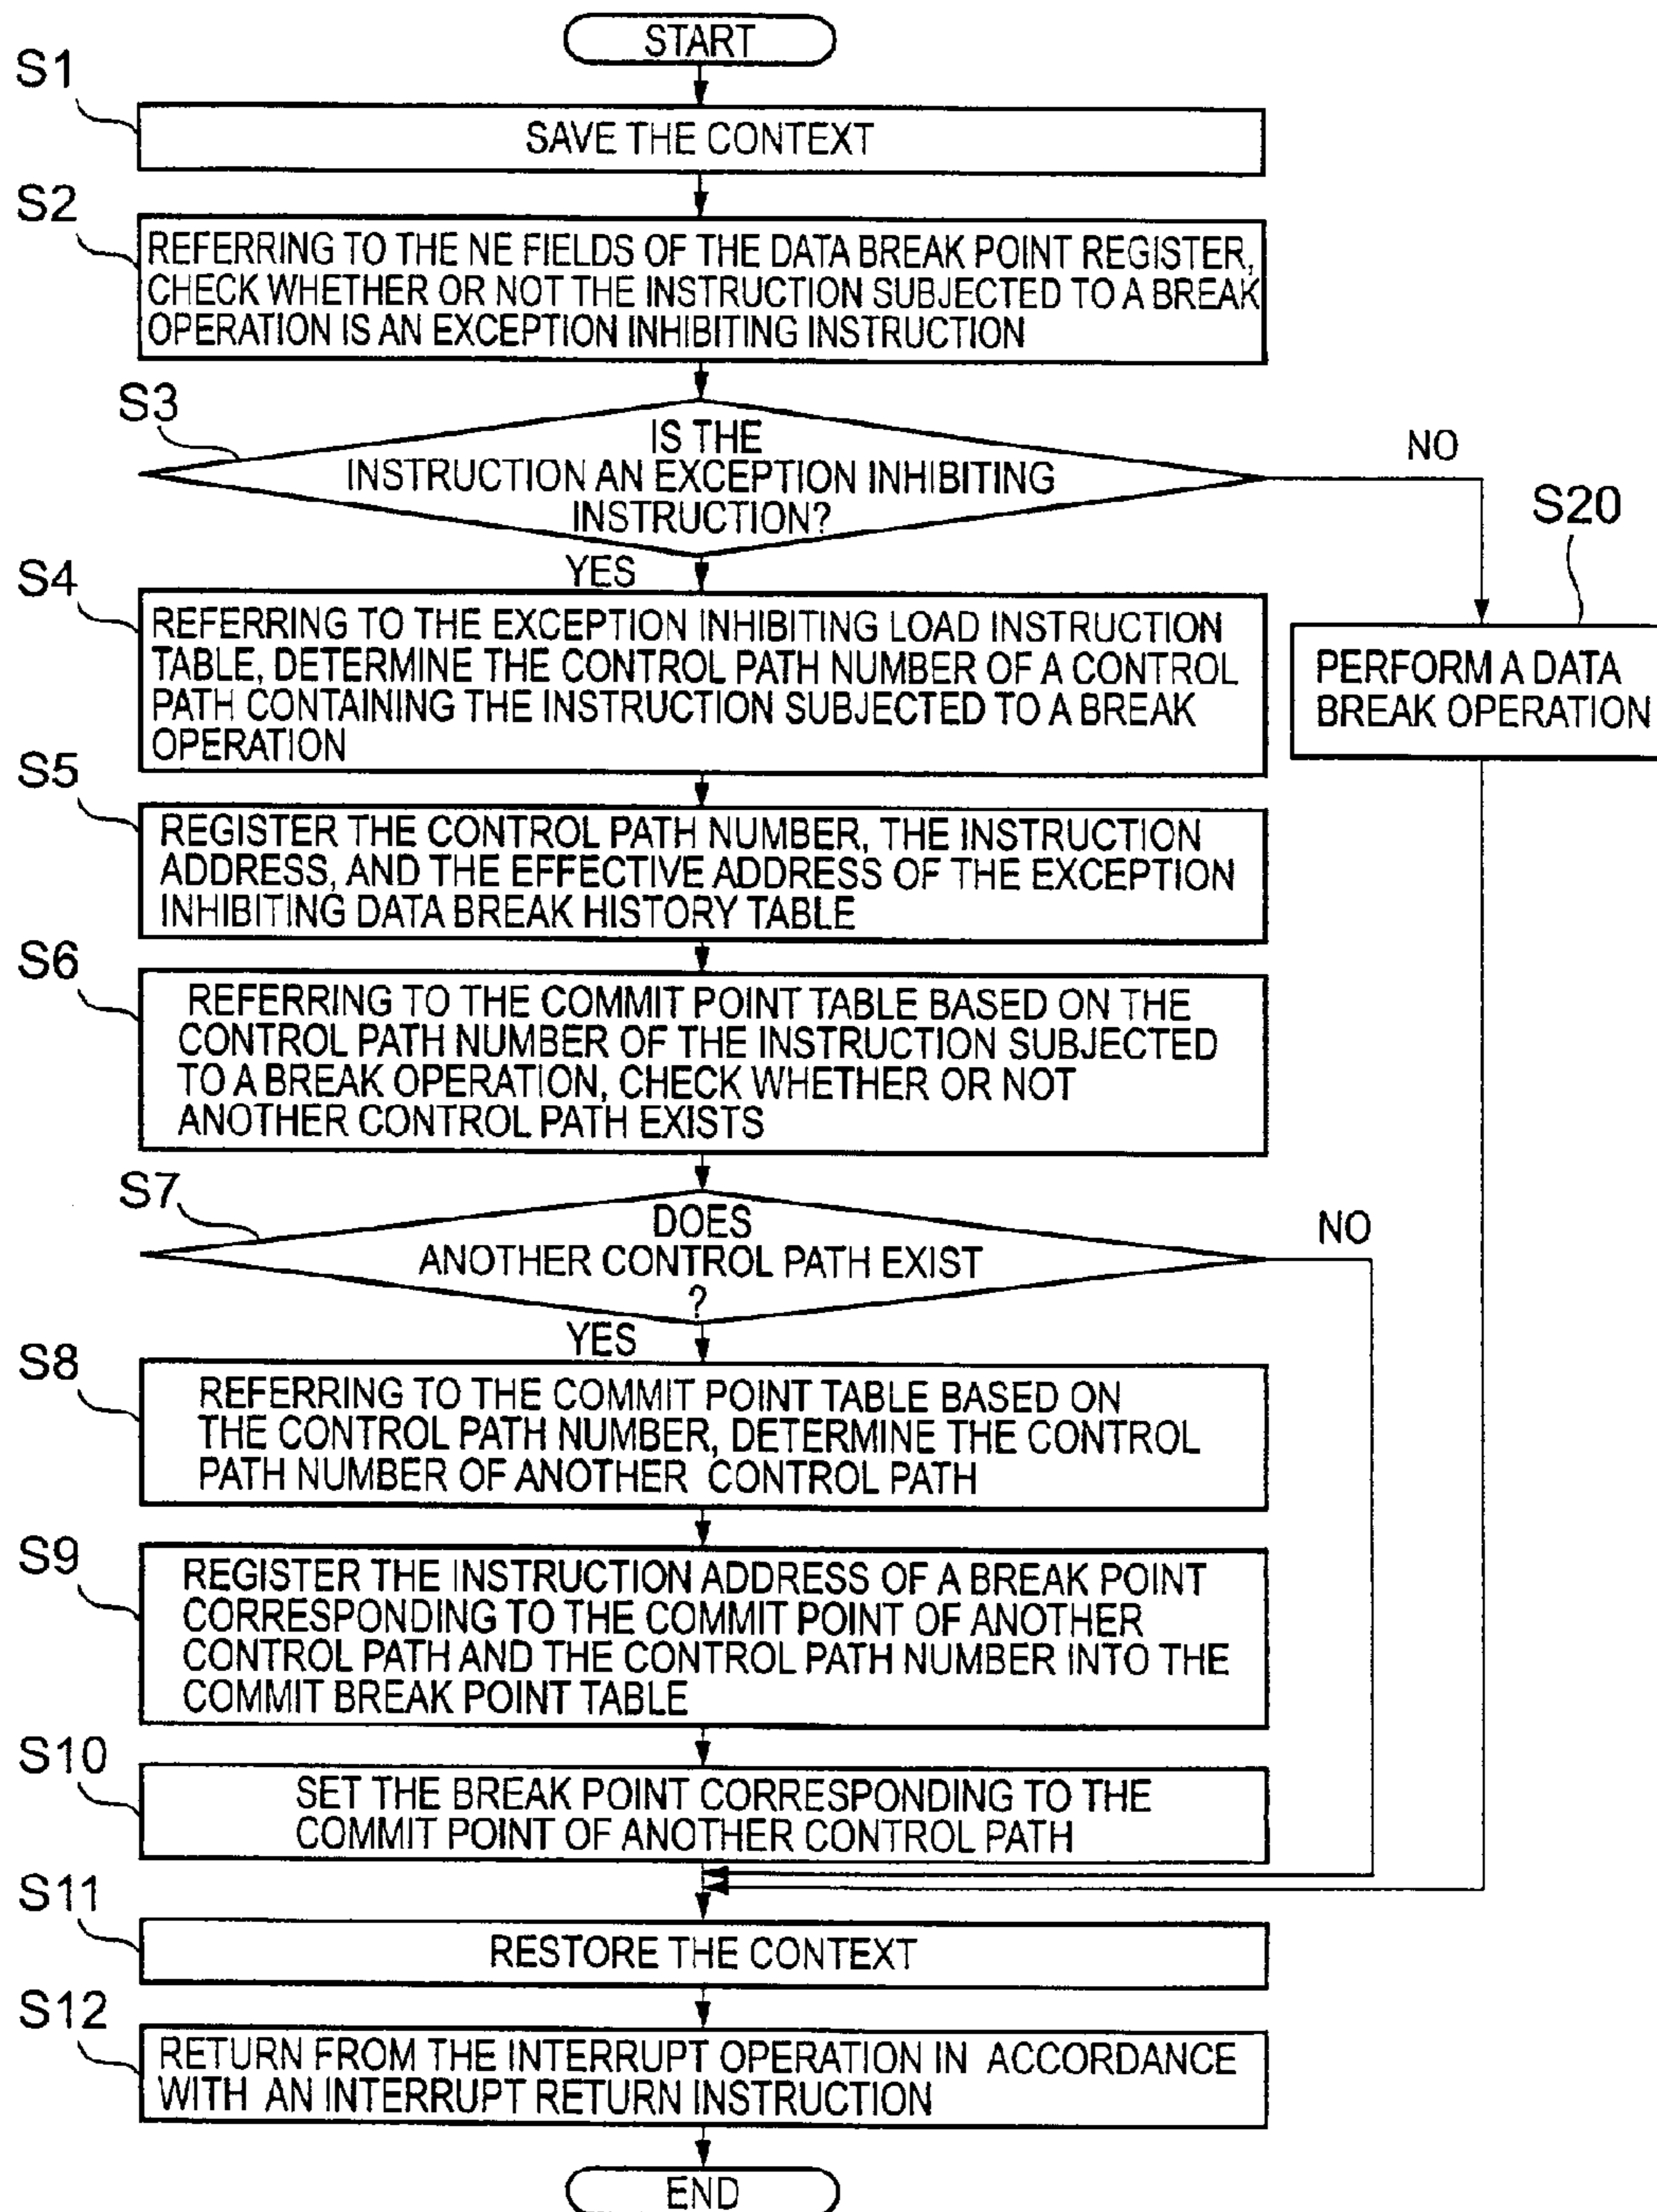 START
S1
SAVE THE CONTEXT
S2
REFERRING TO THE NE FIELDS OF THE DATA BREAK POINT REGISTER,
CHECK WHETHER OR NOT THE INSTRUCTION SUBJECTED TO A BREAK
OPERATION IS AN EXCEPTION INHIBITING INSTRUCTION
S3
IS THE
INSTRUCTION AN EXCEPTION INHIBITING
INSTRUCTION?
NO
YES
S20
PERFORM A DATA
BREAK OPERATION
S4
REFERRING TO THE EXCEPTION INHIBITING LOAD INSTRUCTION
TABLE, DETERMINE THE CONTROL PATH NUMBER OF A CONTROL
PATH CONTAINING THE INSTRUCTION SUBJECTED TO A BREAK
OPERATION
S5
REGISTER THE CONTROL PATH NUMBER, THE INSTRUCTION
ADDRESS, AND THE EFFECTIVE ADDRESS OF THE EXCEPTION
INHIBITING DATA BREAK HISTORY TABLE
S6
REFERRING TO THE COMMIT POINT TABLE BASED ON THE
CONTROL PATH NUMBER OF THE INSTRUCTION SUBJECTED
TO A BREAK OPERATION, CHECK WHETHER OR NOT
ANOTHER CONTROL PATH EXISTS
S7
DOES
ANOTHER CONTROL PATH EXIST
?
NO
YES
S8
REFERRING TO THE COMMIT POINT TABLE BASED ON
THE CONTROL PATH NUMBER, DETERMINE THE CONTROL
PATH NUMBER OF ANOTHER CONTROL PATH
S9
REGISTER THE INSTRUCTION ADDRESS OF A BREAK POINT
CORRESPONDING TO THE COMMIT POINT OF ANOTHER
CONTROL PATH AND THE CONTROL PATH NUMBER INTO THE
COMMIT BREAK POINT TABLE
S10
SET THE BREAK POINT CORRESPONDING TO THE
COMMIT POINT OF ANOTHER CONTROL PATH
S11
RESTORE THE CONTEXT
S12
RETURN FROM THE INTERRUPT OPERATION IN ACCORDANCE
WITH AN INTERRUPT RETURN INSTRUCTION
END